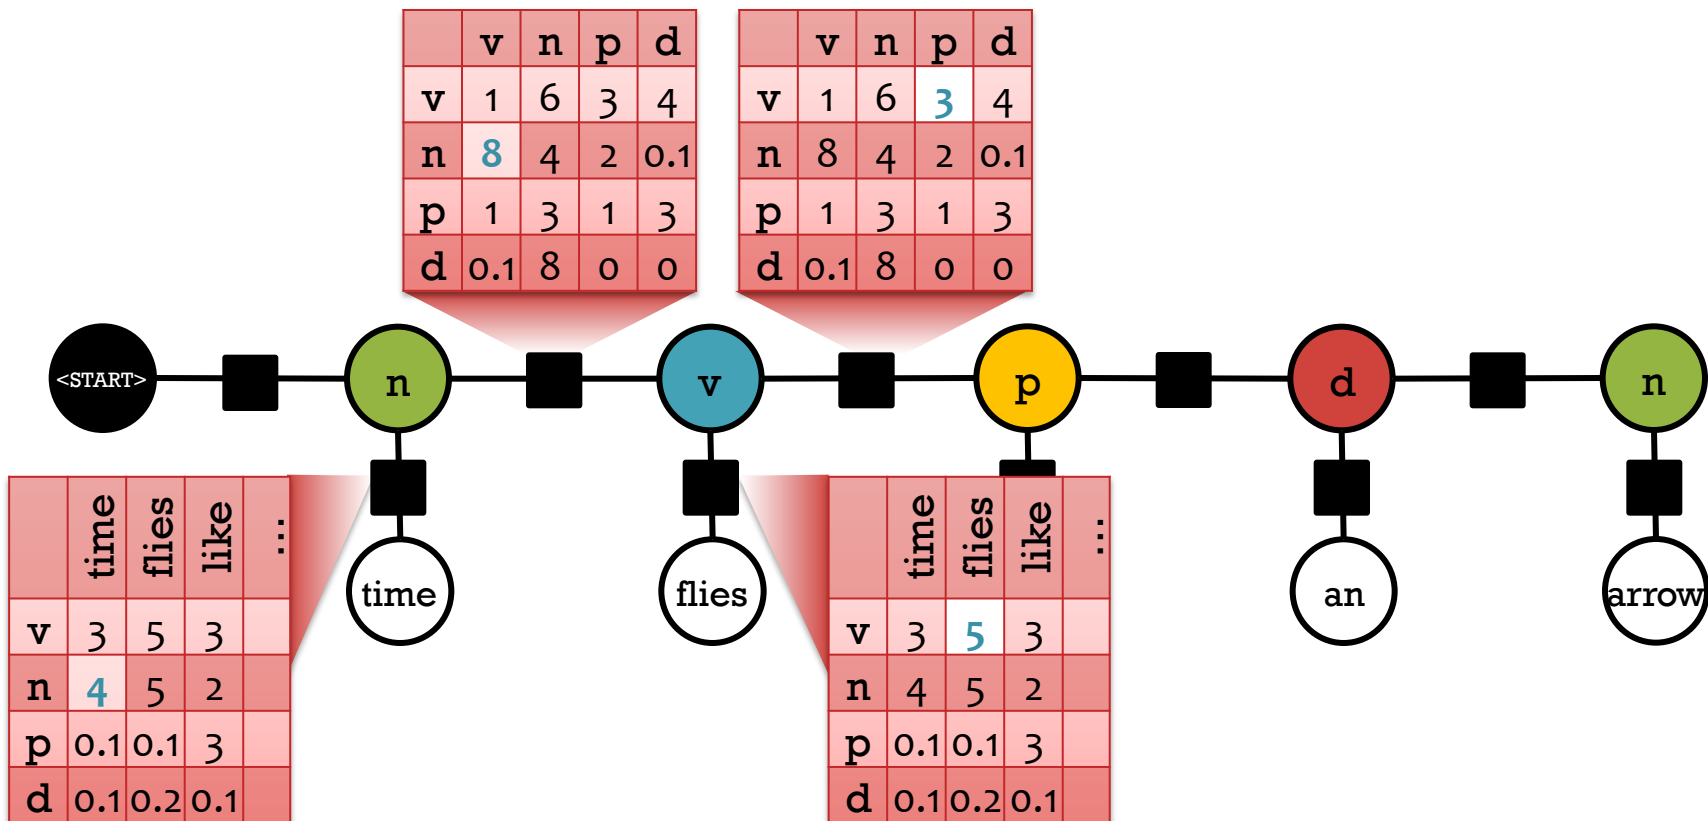 v n p d
v 1 6 3 4
n 8 4 2 0.1
p 1 3 1 3
d 0.1 8 0 0
v n p d
v 1 6 3 4
n 8 4 2 0.1
p 1 3 1 3
d 0.1 8 0 0
<START> n v p d n
time flies like …
v 3 5 3
n 4 5 2
p 0.1 0.1 3
d 0.1 0.2 0.1
time
flies
time flies like …
v 3 5 3
n 4 5 2
p 0.1 0.1 3
d 0.1 0.2 0.1
an
arrow